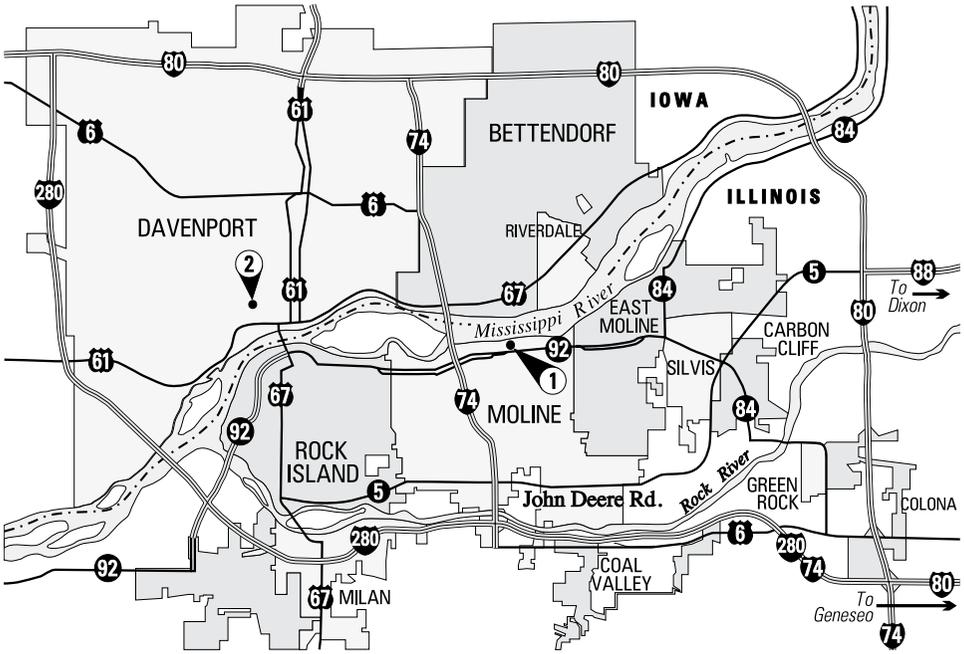 80
80
61
IOWA
6
74
BETTENDORF
84
280
ILLINOIS
6
DAVENPORT
RIVERDALE
2
5
88
To
Dixon
61
67
84
Mississippi River
EAST
MOLINE
80
CARBON
CLIFF
61
92
SILVIS
1
67
74
MOLINE
84
92
ROCK
ISLAND
5
John Deere Rd.
Rock River
GREEN
ROCK
COLONA
280
6
280
74
92
COAL
VALLEY
80
67
MILAN
To
Geneseo
74